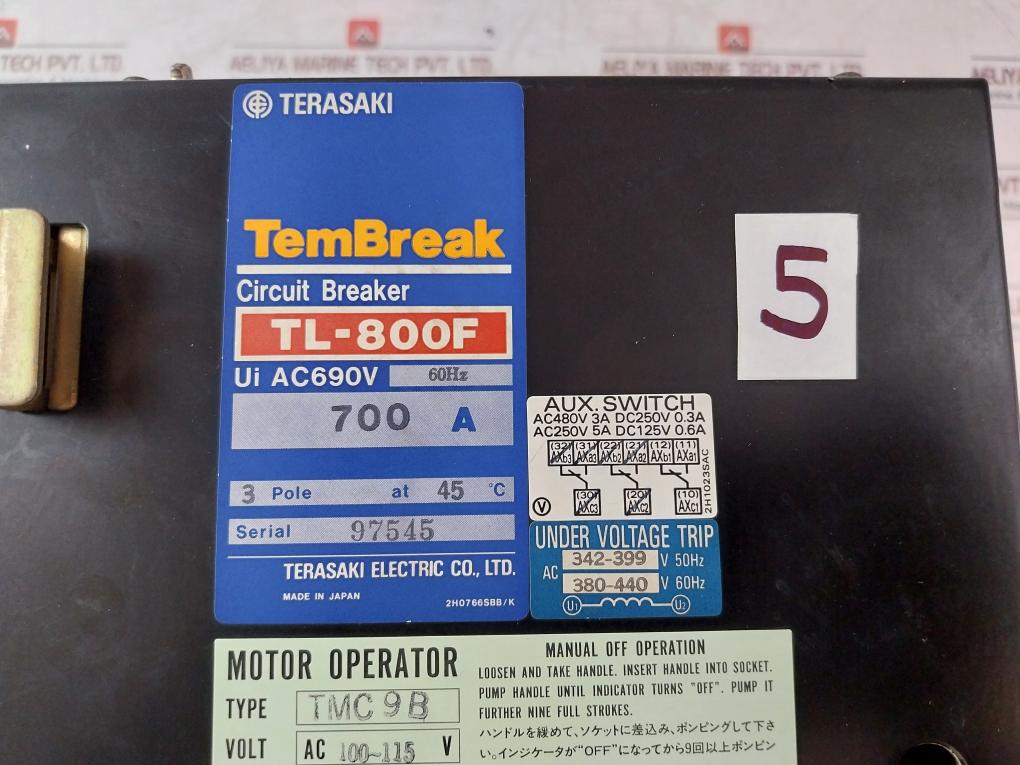 TECH PVT. LTD
AELIYA MARINE TECH PVT. LTD
AELIYA MARINE TECH PVT. LTD
TERASAKI
TemBreak
Circuit Breaker
TL-800F
Ui AC690V 60Hz
700 A
3 Pole at 45 °C
Serial 97545
TERASAKI ELECTRIC CO., LTD.
MADE IN JAPAN 2H0766SBB/K
5
AUX. SWITCH
AC480V 3A DC250V 0.3A
AC250V 5A DC125V 0.6A
(32) (31) (22) (21) (12) (11)
AXb3 AXa3 AXb2 AXa2 AXb1 AXa1
(30) (20) (10)
V AXc3 AXc2 AXc1
2H1023SAC
UNDER VOLTAGE TRIP
AC 342-399 V 50Hz
380-440 V 60Hz
U1 U2
MOTOR OPERATOR
TYPE TMC 9B
VOLT AC 100~115 V
MANUAL OFF OPERATION
LOOSEN AND TAKE HANDLE. INSERT HANDLE INTO SOCKET.
PUMP HANDLE UNTIL INDICATOR TURNS "OFF". PUMP IT
FURTHER NINE FULL STROKES.
ハンドルを緩めて、ソケットに差込み、ポンピングして下さ
い。インジケータが"OFF"になってから9回以上ポンピン